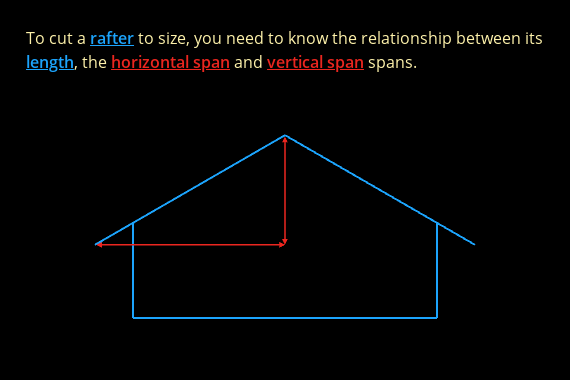 To cut a rafter to size, you need to know the relationship between its
length, the horizontal span and vertical span spans.